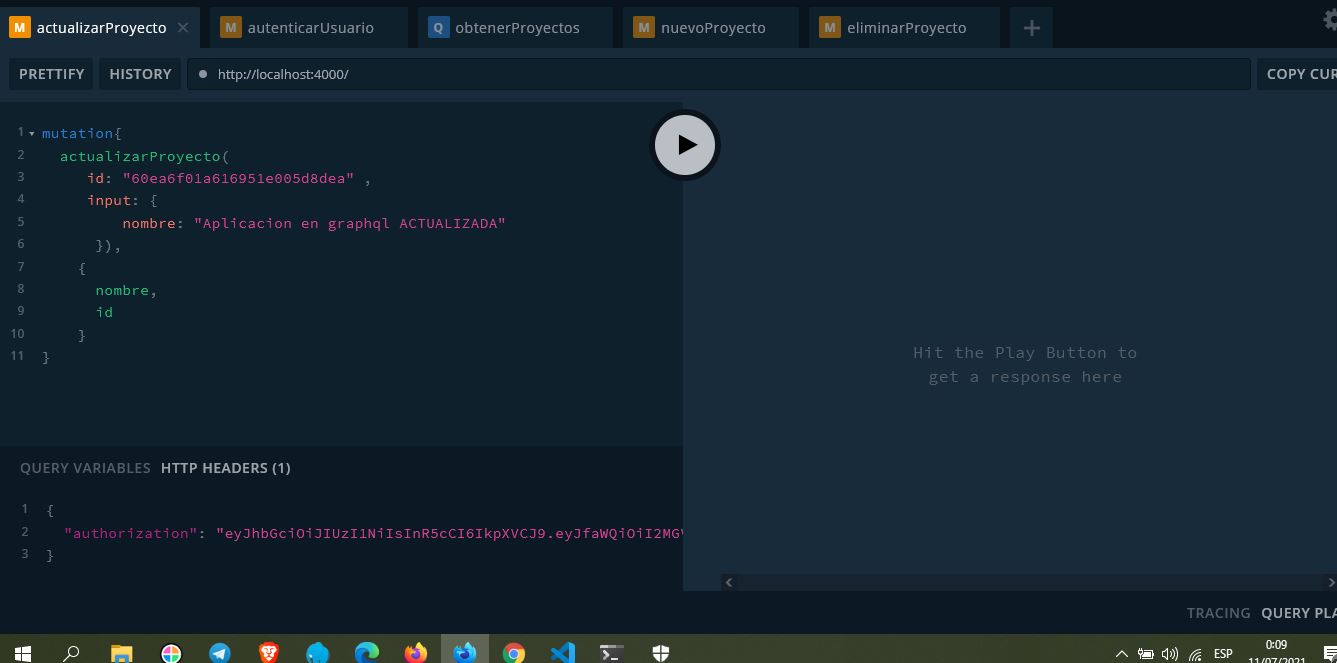 M actualizarProyecto × M autenticarUsuario Q obtenerProyectos M nuevoProyecto M eliminarProyecto +
PRETTIFY HISTORY http://localhost:4000/ COPY CUR
1 mutation{
2 actualizarProyecto(
3 id: "60ea6f01a616951e005d8dea" ,
4 input: {
5 nombre: "Aplicacion en graphql ACTUALIZADA"
6 }),
7 {
8 nombre,
9 id
10 }
11 }
Hit the Play Button to
get a response here
QUERY VARIABLES HTTP HEADERS (1)
1 {
2 "authorization": "eyJhbGciOiJIUzI1NiIsInR5cCI6IkpXVCJ9.eyJfaWQiOiI2MGV
3 }
TRACING QUERY PLA
ESP 0:09
11/07/2021